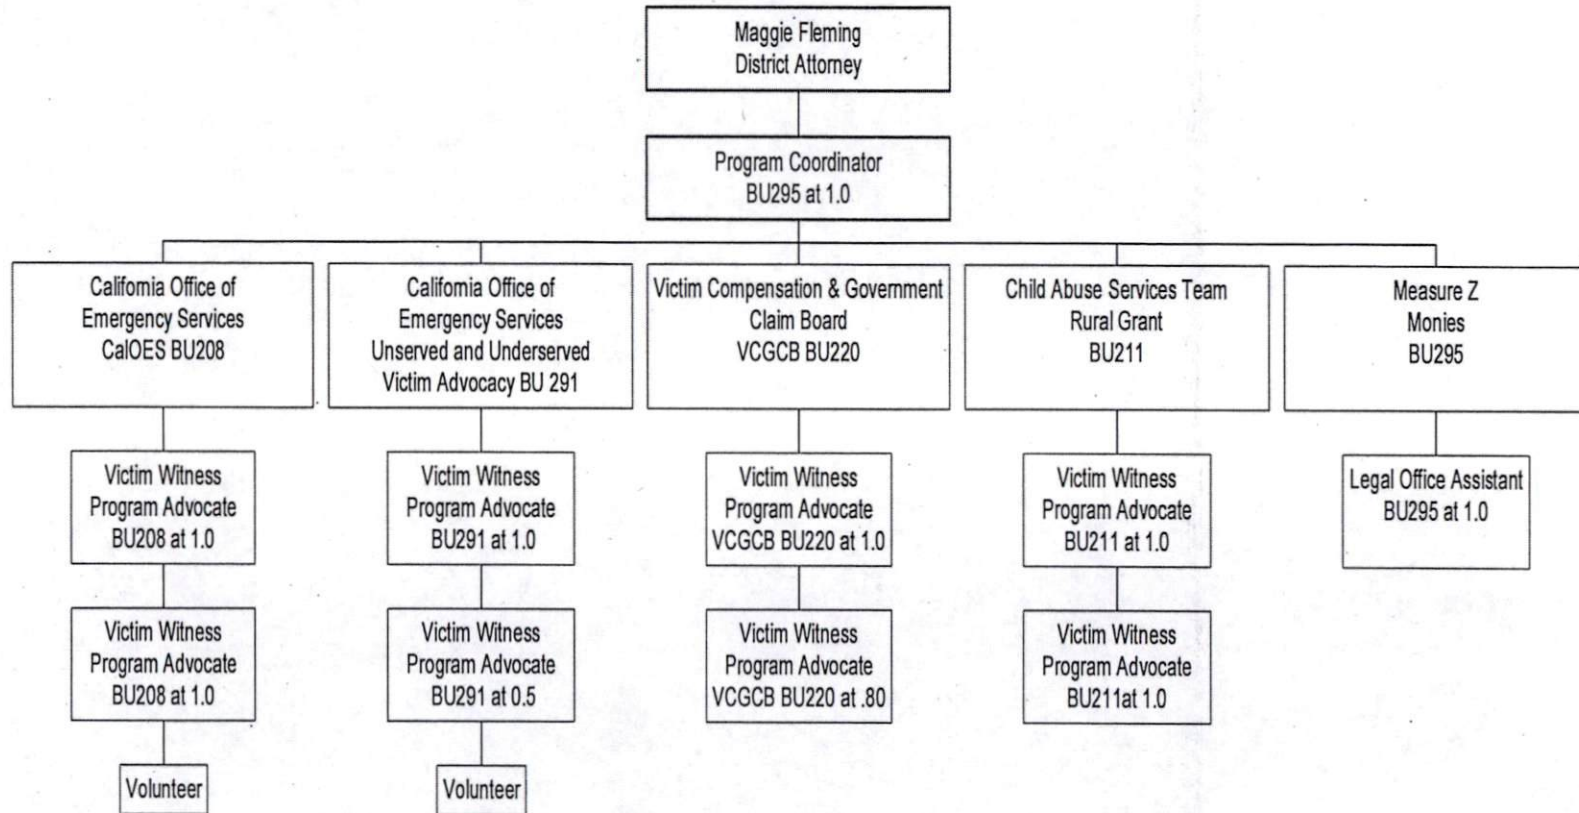 Maggie Fleming
District Attorney
Program Coordinator
BU295 at 1.0
California Office of
Emergency Services
CalOES BU208
California Office of
Emergency Services
Unserved and Underserved
Victim Advocacy BU 291
Victim Compensation & Government
Claim Board
VCGCB BU220
Child Abuse Services Team
Rural Grant
BU211
Measure Z
Monies
BU295
Victim Witness
Program Advocate
BU208 at 1.0
Victim Witness
Program Advocate
BU291 at 1.0
Victim Witness
Program Advocate
VCGCB BU220 at 1.0
Victim Witness
Program Advocate
BU211 at 1.0
Legal Office Assistant
BU295 at 1.0
Victim Witness
Program Advocate
BU208 at 1.0
Victim Witness
Program Advocate
BU291 at 0.5
Victim Witness
Program Advocate
VCGCB BU220 at .80
Victim Witness
Program Advocate
BU211at 1.0
Volunteer
Volunteer